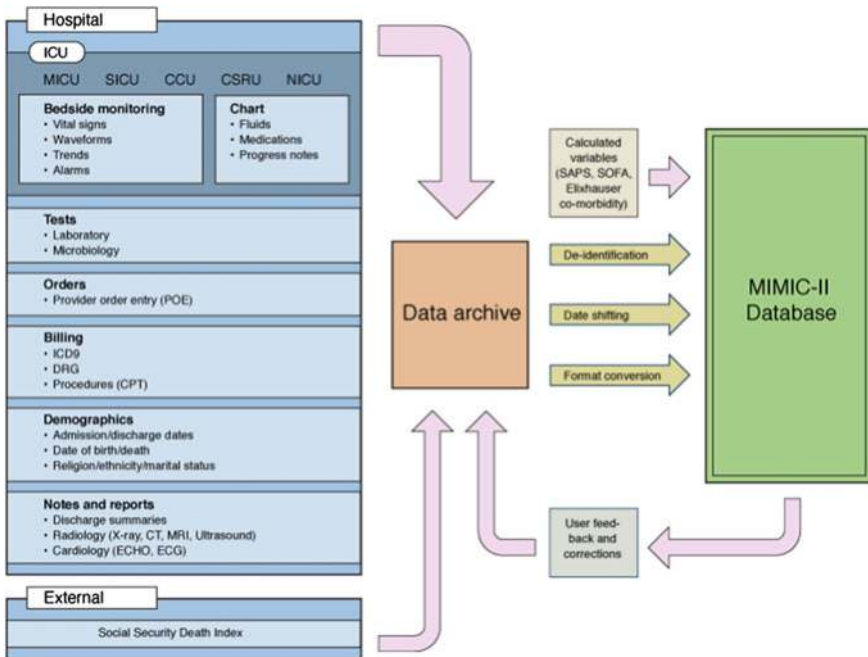 Hospital
ICU
MICU SICU CCU CSRU NICU
Bedside monitoring
• Vital signs
• Waveforms
• Trends
• Alarms
Chart
• Fluids
• Medications
• Progress notes
Tests
• Laboratory
• Microbiology
Orders
• Provider order entry (POE)
Billing
• ICD9
• DRG
• Procedures (CPT)
Demographics
• Admission/discharge dates
• Date of birth/death
• Religion/ethnicity/marital status
Notes and reports
• Discharge summaries
• Radiology (X-ray, CT, MRI, Ultrasound)
• Cardiology (ECHO, ECG)
External
Social Security Death Index
Data archive
Calculated
variables
(SAPS, SOFA,
Elixhauser
co-morbidity)
De-identification
Date shifting
Format conversion
User feed-
back and
corrections
MIMIC-II
Database